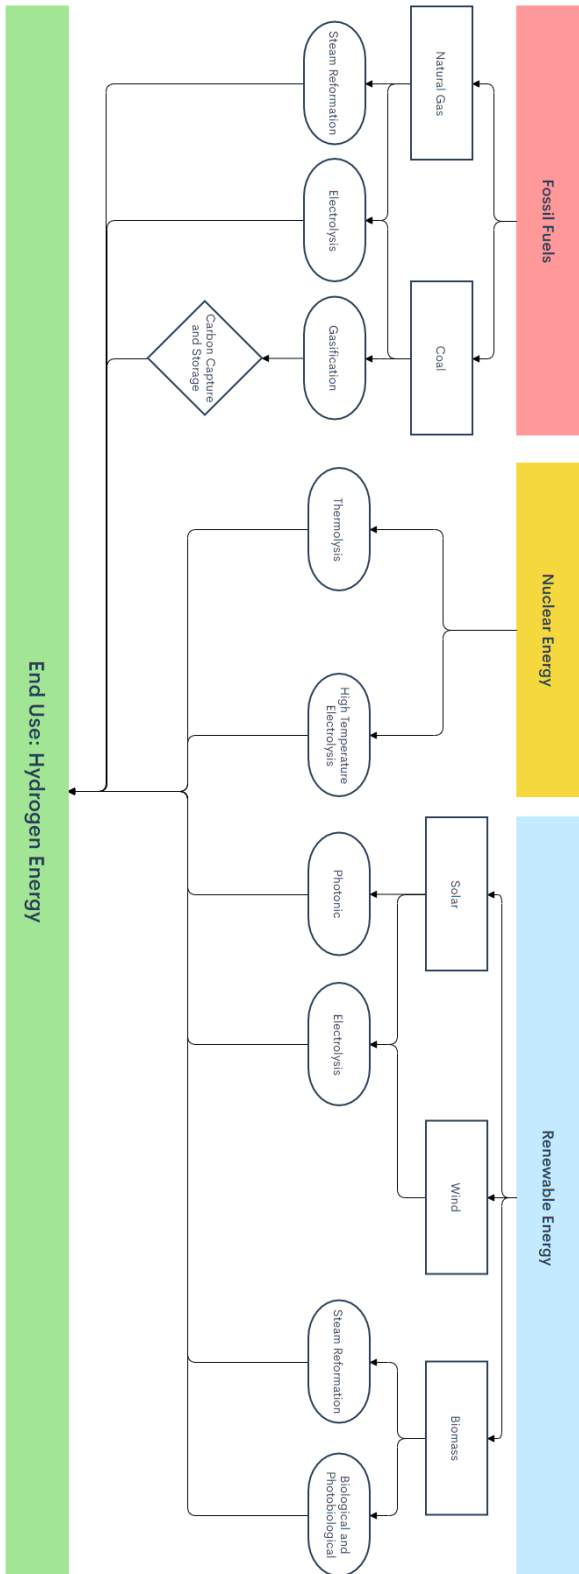 Fossil Fuels
Nuclear Energy
Renewable Energy
Natural Gas
Coal
Solar
Wind
Biomass
Steam Reformation
Electrolysis
Gasification
Thermolysis
High Temperature
Electrolysis
Photonic
Electrolysis
Steam Reformation
Biological and
Photobiological
Carbon Capture
and Storage
End Use: Hydrogen Energy